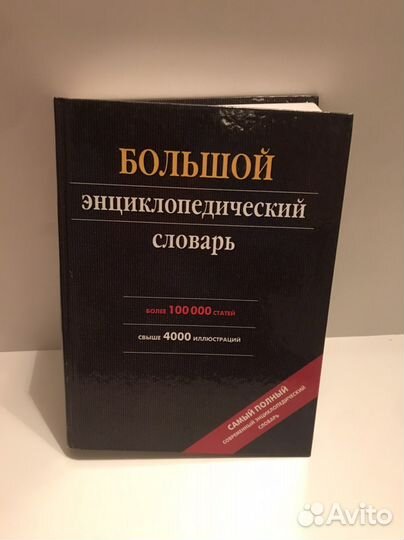 БОЛЬШОЙ
энциклопедический
словарь
БОЛЕЕ 100 000 СТАТЕЙ
СВЫШЕ 4000 ИЛЛЮСТРАЦИЙ
САМЫЙ ПОЛНЫЙ
СОВРЕМЕННЫЙ ЭНЦИКЛОПЕДИЧЕСКИЙ
СЛОВАРЬ
Avito